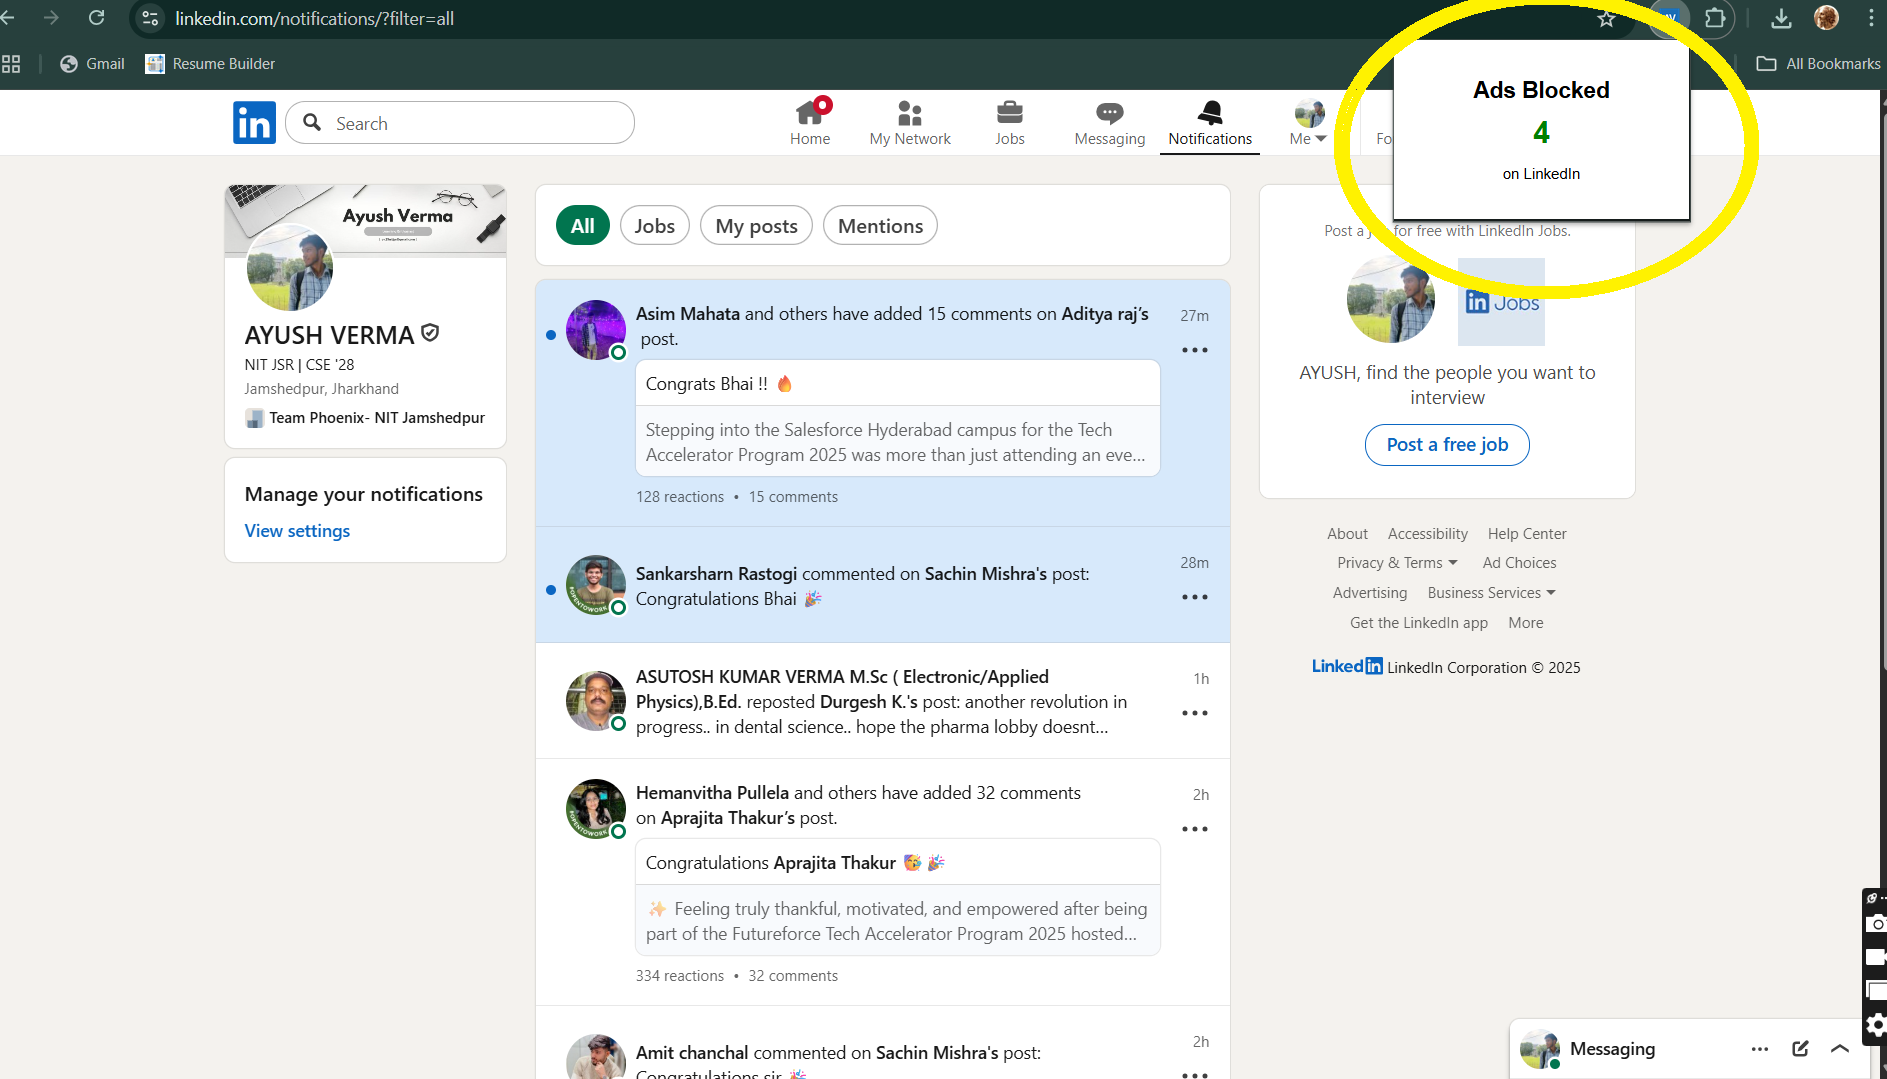 linkedin.com/notifications/?filter=all
Gmail
Resume Builder
All Bookmarks
in
Search
Home
My Network
Jobs
Messaging
Notifications
Me
Fo
Ads Blocked
4
on LinkedIn
Ayush Verma
AYUSH VERMA
NIT JSR | CSE '28
Jamshedpur, Jharkhand
Team Phoenix- NIT Jamshedpur
Manage your notifications
View settings
All
Jobs
My posts
Mentions
Asim Mahata and others have added 15 comments on Aditya raj’s
post.
27m
Congrats Bhai !! 🔥
Stepping into the Salesforce Hyderabad campus for the Tech
Accelerator Program 2025 was more than just attending an eve...
128 reactions • 15 comments
Sankarsharn Rastogi commented on Sachin Mishra's post:
Congratulations Bhai 🎉
28m
#OPENTOWORK
ASUTOSH KUMAR VERMA M.Sc ( Electronic/Applied
Physics),B.Ed. reposted Durgesh K.'s post: another revolution in
progress.. in dental science.. hope the pharma lobby doesnt...
1h
Hemanvitha Pullela and others have added 32 comments
on Aprajita Thakur’s post.
2h
#OPENTOWORK
Congratulations Aprajita Thakur 🥳 🎉
✨ Feeling truly thankful, motivated, and empowered after being
part of the Futureforce Tech Accelerator Program 2025 hosted...
334 reactions • 32 comments
Amit chanchal commented on Sachin Mishra's post:
Congratulations sir 🎉
2h
Post a j for free with LinkedIn Jobs.
in Jobs
AYUSH, find the people you want to
interview
Post a free job
About
Accessibility
Help Center
Privacy & Terms
Ad Choices
Advertising
Business Services
Get the LinkedIn app
More
LinkedIn LinkedIn Corporation © 2025
Messaging